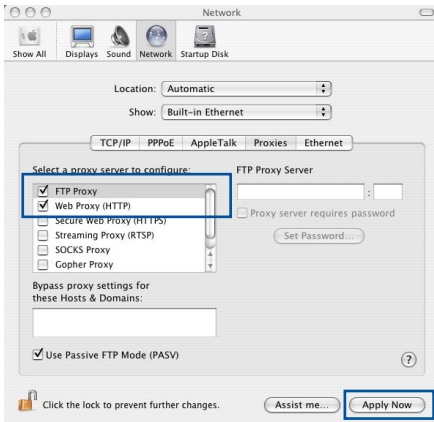 Network
Show All Displays Sound Network Startup Disk
Location: Automatic
Show: Built-in Ethernet
TCP/IP PPPoE AppleTalk Proxies Ethernet
Select a proxy server to configure: FTP Proxy Server
FTP Proxy
Web Proxy (HTTP) :
Secure Web Proxy (HTTPS) Proxy server requires password
Streaming Proxy (RTSP) Set Password...
SOCKS Proxy
Gopher Proxy
Bypass proxy settings for
these Hosts & Domains:
Use Passive FTP Mode (PASV) ?
Click the lock to prevent further changes. Assist me... Apply Now